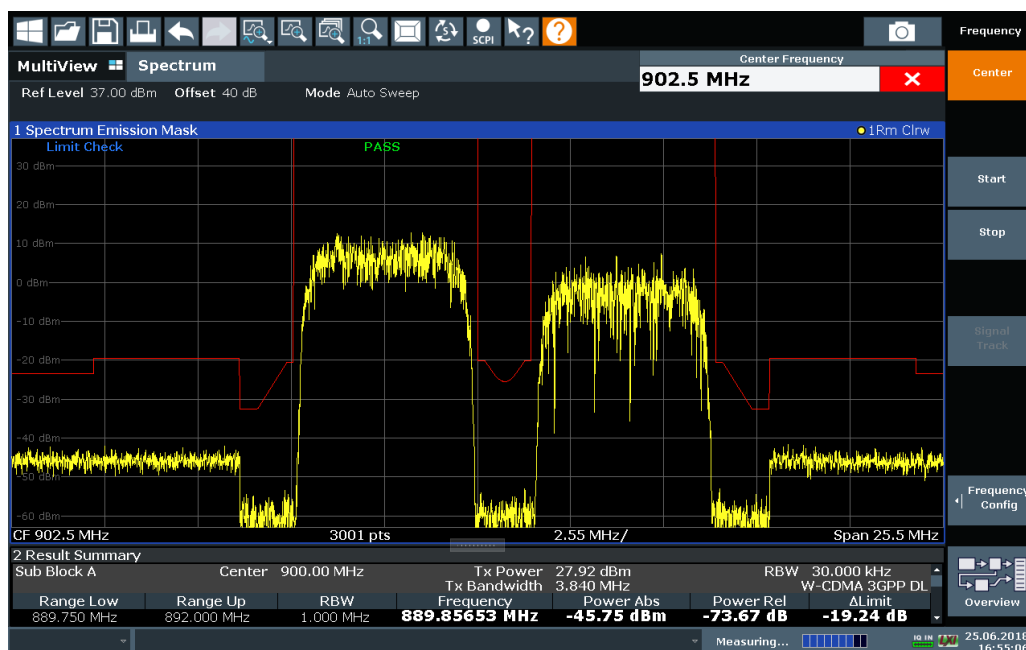 1:1
S
SCPI
?
?
Frequency
MultiView
Spectrum
Center Frequency
902.5 MHz
Center
Ref Level 37.00 dBm Offset 40 dB Mode Auto Sweep
1 Spectrum Emission Mask
1Rm Clrw
Limit Check
PASS
30 dBm
20 dBm
10 dBm
0 dBm
-10 dBm
-20 dBm
-30 dBm
-40 dBm
-50 dBm
-60 dBm
Start
Stop
Signal
Track
Frequency
Config
CF 902.5 MHz 3001 pts 2.55 MHz/ Span 25.5 MHz
2 Result Summary
Sub Block A Center 900.00 MHz Tx Power 27.92 dBm RBW 30.000 kHz
Tx Bandwidth 3.840 MHz W-CDMA 3GPP DL
Range Low Range Up RBW Frequency Power Abs Power Rel ΔLimit
889.750 MHz 892.000 MHz 1.000 MHz 889.85653 MHz -45.75 dBm -73.67 dB -19.24 dB
Overview
Measuring...
IQ IN
LXI
25.06.2018
16:55:06